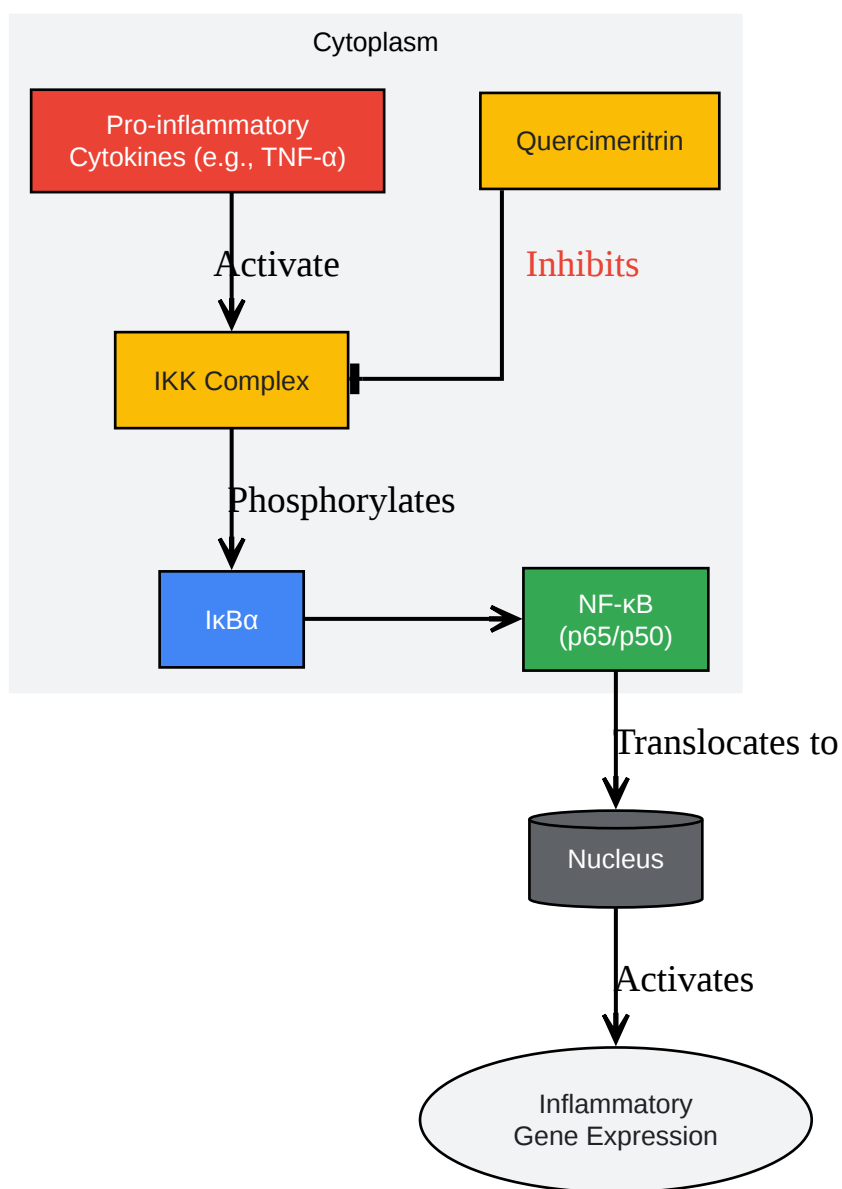 Cytoplasm
Pro-inflammatory
Cytokines (e.g., TNF-α)
Quercimeritrin
Activate
Inhibits
IKK Complex
Phosphorylates
IκBα
NF-κB
(p65/p50)
Translocates to
Nucleus
Activates
Inflammatory
Gene Expression